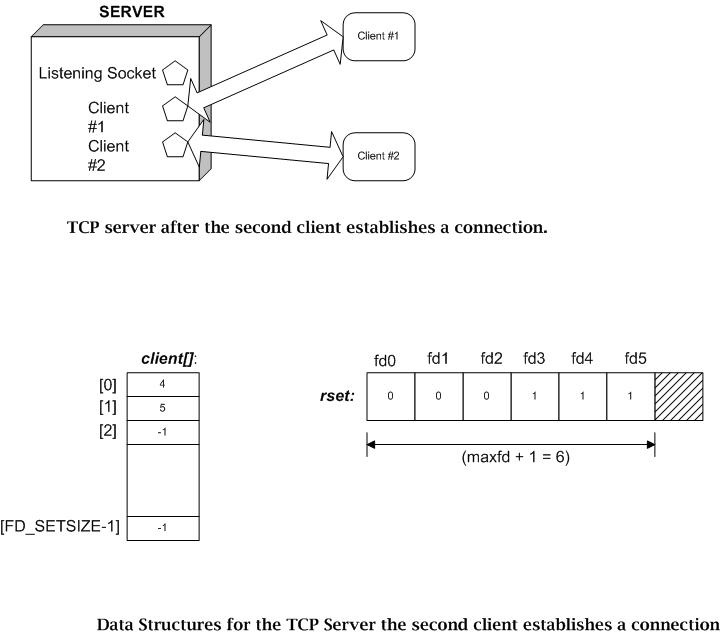 SERVER
Client #1
Listening Socket
Client
#1
Client
#2
Client #2
TCP server after the second client establishes a connection.
client[]:
fd0 fd1 fd2 fd3 fd4 fd5
[0] 4
rset: 0 0 0 1 1 1
[1] 5
[2] -1
(maxfd + 1 = 6)
[FD_SETSIZE-1] -1
Data Structures for the TCP Server the second client establishes a connection